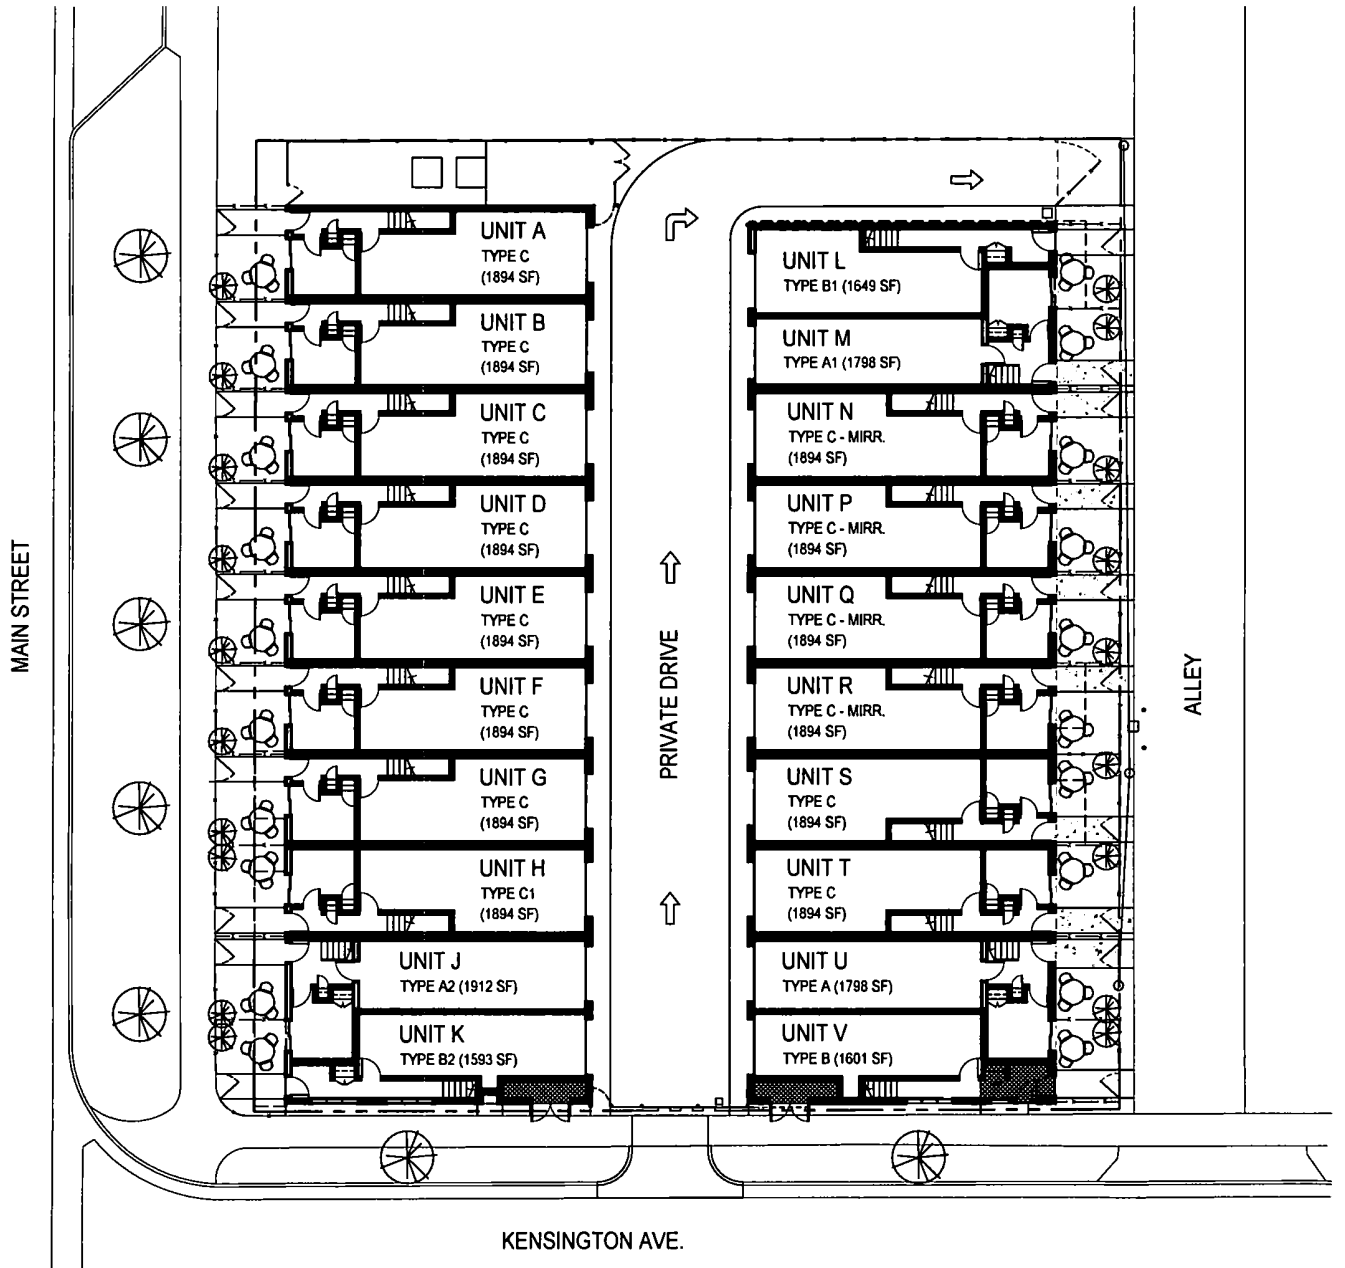 UNIT A
TYPE C
(1894 SF)
UNIT B
TYPE C
(1894 SF)
UNIT C
TYPE C
(1894 SF)
UNIT D
TYPE C
(1894 SF)
UNIT E
TYPE C
(1894 SF)
UNIT F
TYPE C
(1894 SF)
UNIT G
TYPE C
(1894 SF)
UNIT H
TYPE C1
(1894 SF)
UNIT J
TYPE A2 (1912 SF)
UNIT K
TYPE B2 (1593 SF)
UNIT L
TYPE B1 (1649 SF)
UNIT M
TYPE A1 (1798 SF)
UNIT N
TYPE C - MIRR.
(1894 SF)
UNIT P
TYPE C - MIRR.
(1894 SF)
UNIT Q
TYPE C - MIRR.
(1894 SF)
UNIT R
TYPE C - MIRR.
(1894 SF)
UNIT S
TYPE C
(1894 SF)
UNIT T
TYPE C
(1894 SF)
UNIT U
TYPE A (1798 SF)
UNIT V
TYPE B (1601 SF)
MAIN STREET
PRIVATE DRIVE
ALLEY
KENSINGTON AVE.